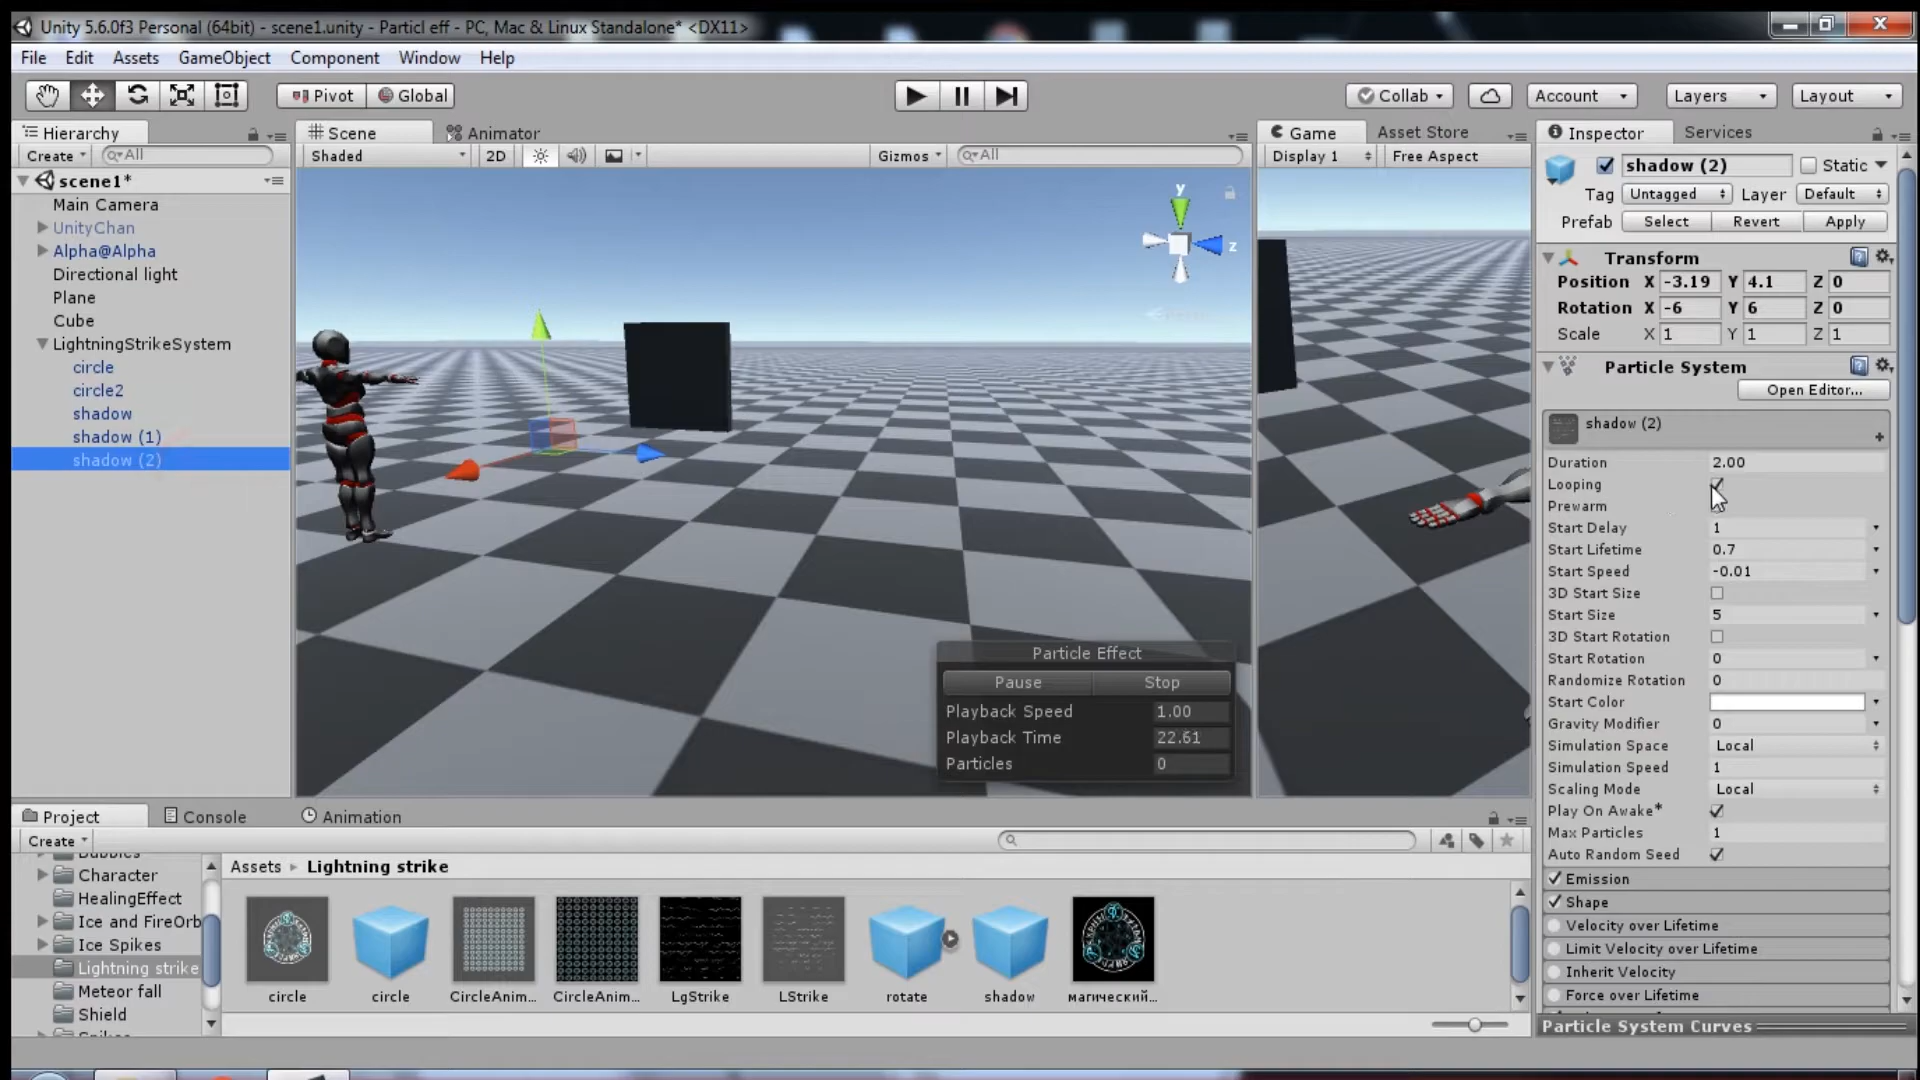 Unity 5.6.0f3 Personal (64bit) - scene1.unity - Particl eff - PC, Mac & Linux Standalone* <DX11>
File Edit Assets GameObject Component Window Help
Pivot Global Collab Account Layers Layout
Hierarchy
Create All
scene1*
Main Camera
UnityChan
Alpha@Alpha
Directional light
Plane
Cube
LightningStrikeSystem
circle
circle2
shadow
shadow (1)
shadow (2)
Scene Animator
Shaded 2D Gizmos All
y
z
Particle Effect
Pause Stop
Playback Speed 1.00
Playback Time 22.61
Particles 0
Game Asset Store
Display 1 Free Aspect
Inspector Services
shadow (2) Static
Tag Untagged Layer Default
Prefab Select Revert Apply
Transform
Position X -3.19 Y 4.1 Z 0
Rotation X -6 Y 6 Z 0
Scale X 1 Y 1 Z 1
Particle System
Open Editor...
shadow (2)
Duration 2.00
Looping
Prewarm
Start Delay 1
Start Lifetime 0.7
Start Speed -0.01
3D Start Size
Start Size 5
3D Start Rotation
Start Rotation 0
Randomize Rotation 0
Start Color
Gravity Modifier 0
Simulation Space Local
Simulation Speed 1
Scaling Mode Local
Play On Awake*
Max Particles 1
Auto Random Seed
Emission
Shape
Velocity over Lifetime
Limit Velocity over Lifetime
Inherit Velocity
Force over Lifetime
Particle System Curves
Project Console Animation
Create
Bubbles
Character
HealingEffect
Ice and FireOrb
Ice Spikes
Lightning strike
Meteor fall
Shield
Assets Lightning strike
circle circle CircleAnim... CircleAnim... LgStrike LStrike rotate shadow магический...